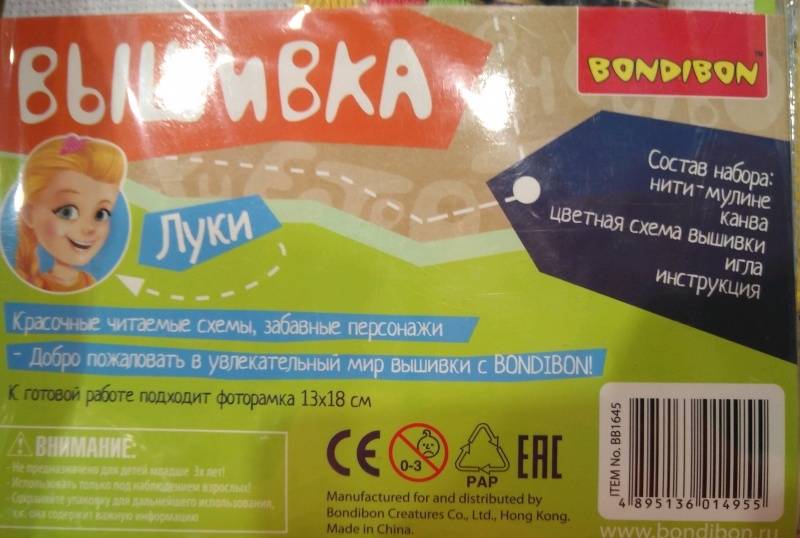 ВЫШИВКА
BONDIBON™
Луки
Состав набора:
нити-мулине
канва
цветная схема вышивки
игла
инструкция
Красочные читаемые схемы, забавные персонажи
- Добро пожаловать в увлекательный мир вышивки с BONDIBON!
К готовой работе подходит фоторамка 13х18 см
ВНИМАНИЕ:
- Не предназначено для детей младше 3х лет!
- Использовать только под наблюдением взрослых!
- Сохраняйте упаковку для дальнейшего использования,
т.к. она содержит важную информацию
CE
0-3
PAP
EAC
Manufactured for and distributed by
Bondibon Creatures Co., Ltd., Hong Kong.
Made in China.
ITEM No. BB1645
4 895136 014955
www.bondibon.ru